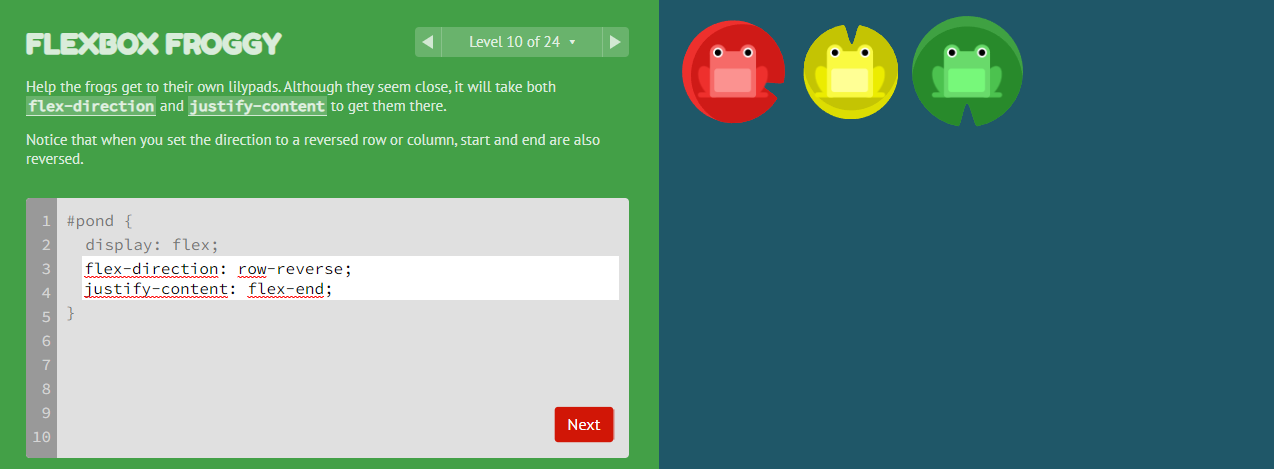 FLEXBOX FROGGY
Level 10 of 24
Help the frogs get to their own lilypads. Although they seem close, it will take both
flex-direction and justify-content to get them there.
Notice that when you set the direction to a reversed row or column, start and end are also
reversed.
1 #pond {
2 display: flex;
3 flex-direction: row-reverse;
4 justify-content: flex-end;
5 }
6
7
8
9
10
Next